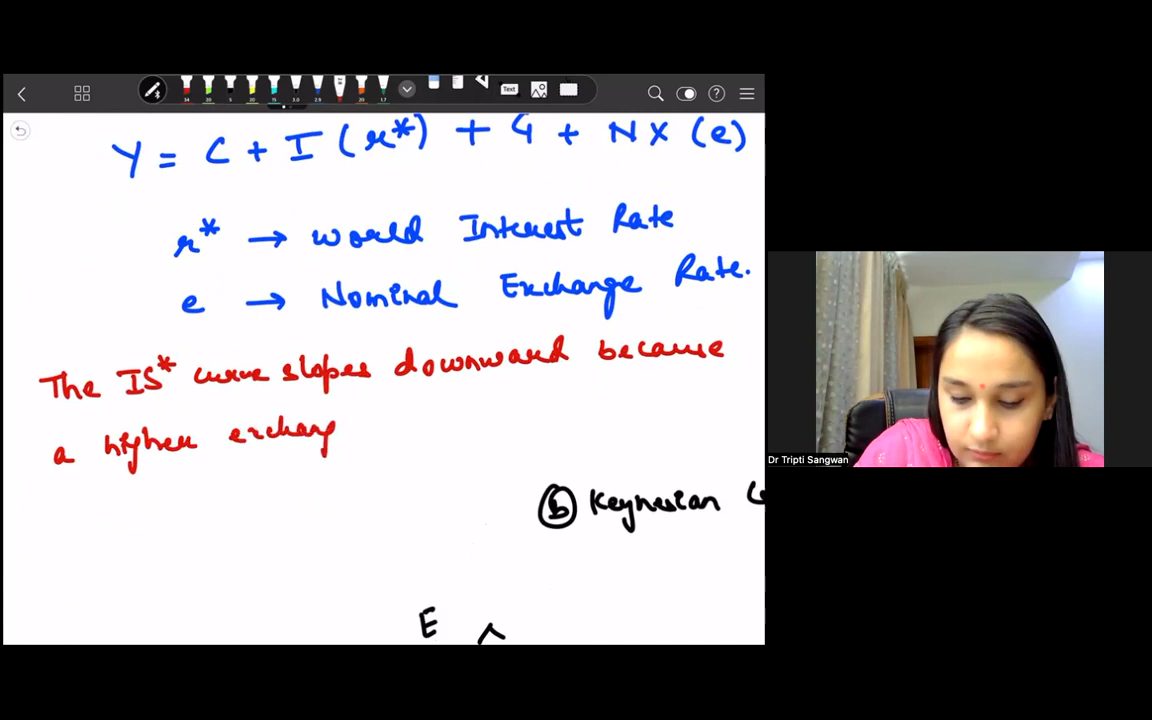 Text
Y = C + I (r*) + G + NX (e)
r* → World Interest Rate
e → Nominal Exchange Rate.
The IS* curve slopes downward because
a higher exchang
Dr Tripti Sangwan
ⓑ Keynesian
E